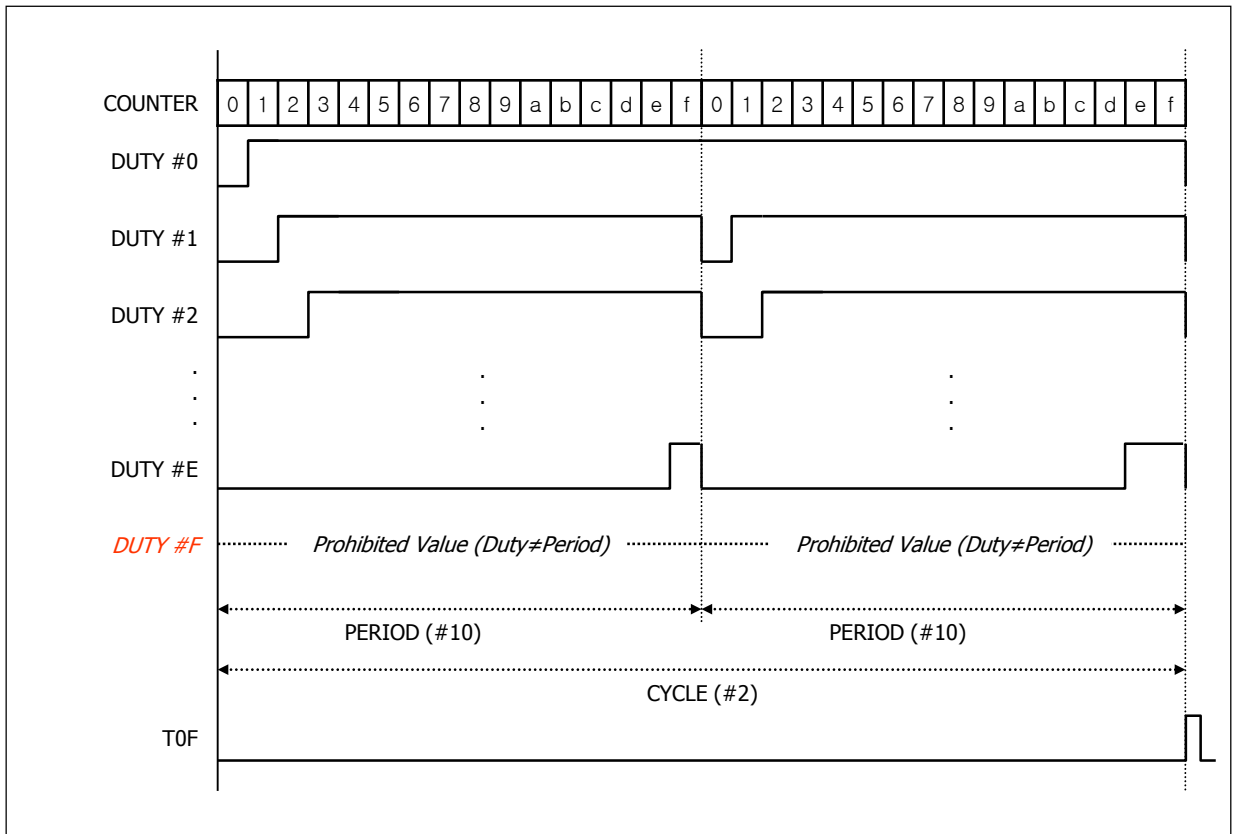 COUNTER 0 1 2 3 4 5 6 7 8 9 a b c d e f 0 1 2 3 4 5 6 7 8 9 a b c d e f
DUTY #0
DUTY #1
DUTY #2
DUTY #E
DUTY #F Prohibited Value (Duty≠Period) Prohibited Value (Duty≠Period)
PERIOD (#10) PERIOD (#10)
CYCLE (#2)
T0F